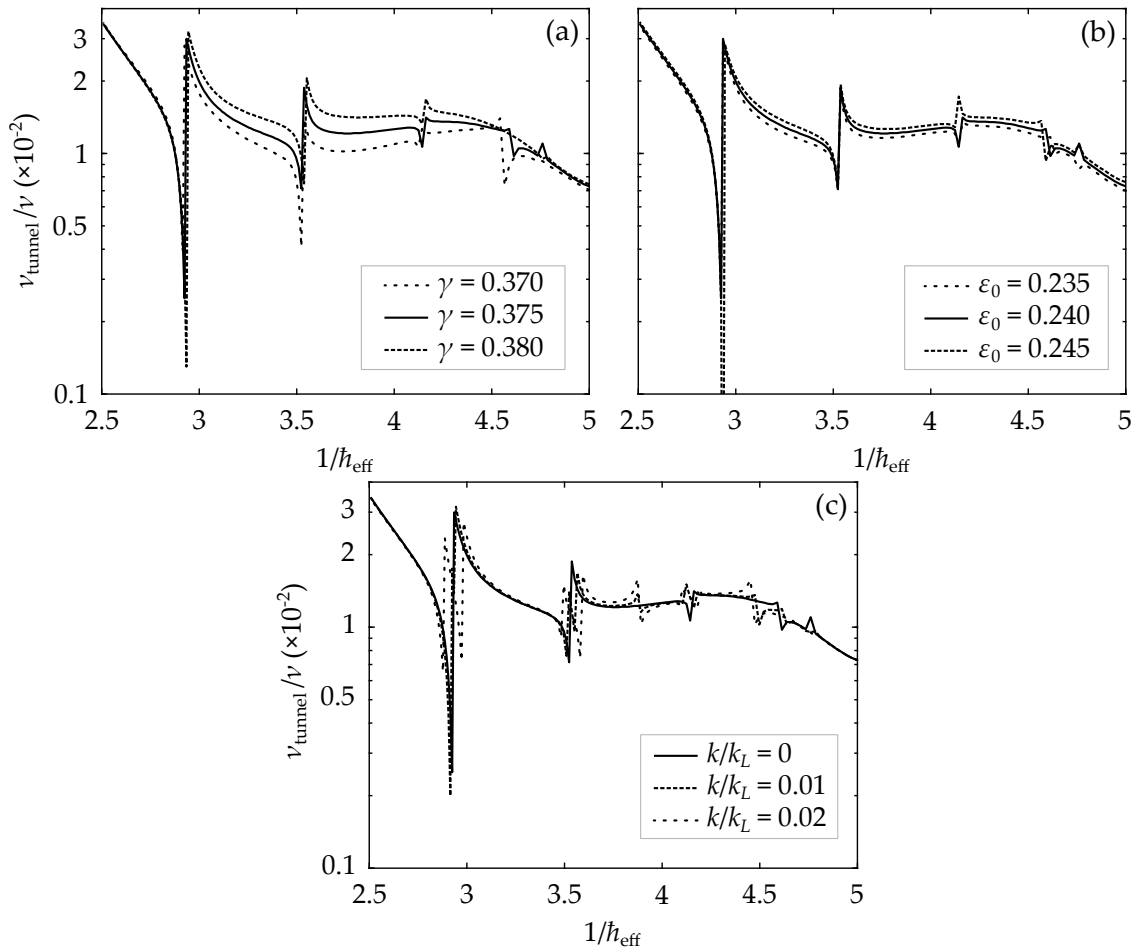 (a)
3
2
1
0.5
0.1
ν_tunnel/ν (×10⁻²)
γ = 0.370
γ = 0.375
γ = 0.380
2.5 3 3.5 4 4.5 5
1/ħ_eff
(b)
ε₀ = 0.235
ε₀ = 0.240
ε₀ = 0.245
2.5 3 3.5 4 4.5 5
1/ħ_eff
(c)
3
2
1
0.5
0.1
ν_tunnel/ν (×10⁻²)
k/k_L = 0
k/k_L = 0.01
k/k_L = 0.02
2.5 3 3.5 4 4.5 5
1/ħ_eff